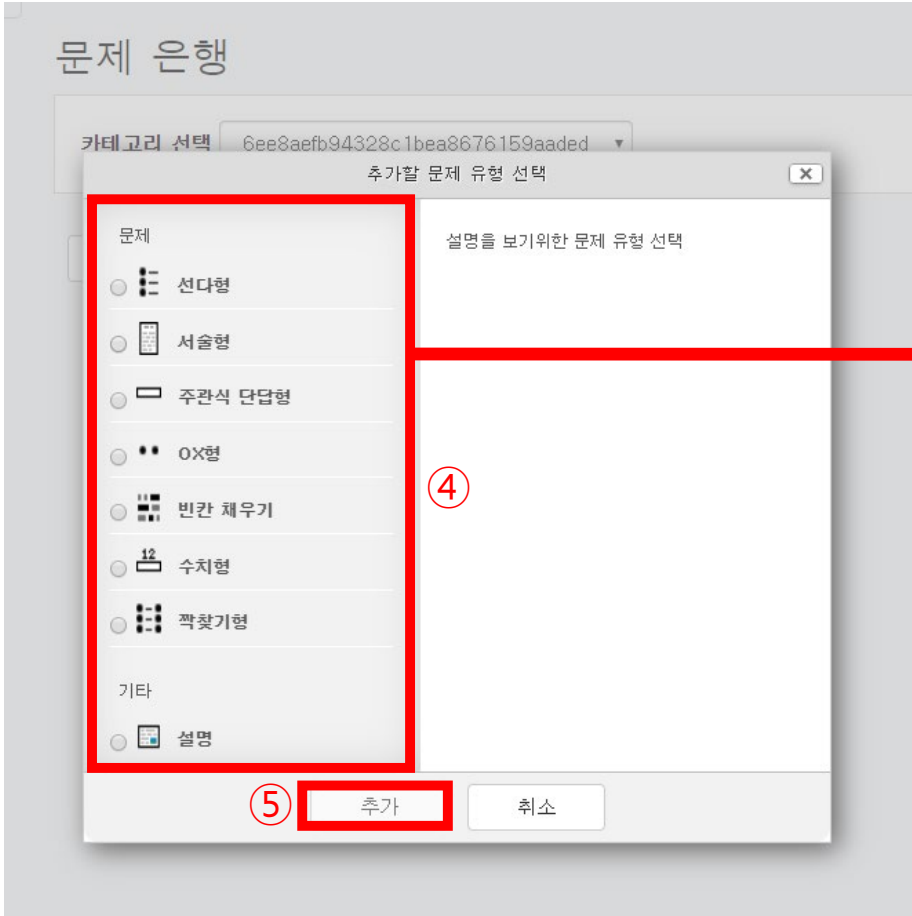 문제 은행
카테고리 선택 6ee8aefb94328c1bea8676159aaded
추가할 문제 유형 선택
문제
설명을 보기위한 문제 유형 선택
선다형
서술형
주관식 단답형
OX형
④
빈칸 채우기
12
수치형
짝찾기형
기타
설명
⑤ 추가 취소